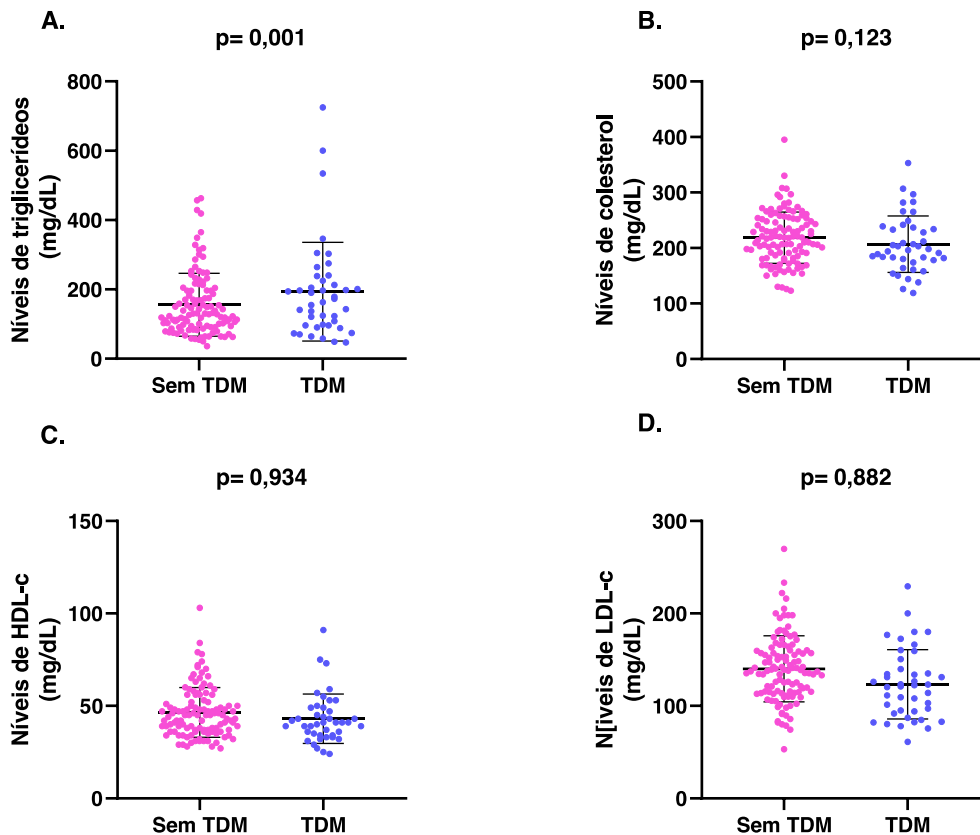 A.
p= 0,001
Níveis de triglicerídeos
(mg/dL)
800
600
400
200
0
Sem TDM
TDM
B.
p= 0,123
Níveis de colesterol
(mg/dL)
500
400
300
200
100
0
Sem TDM
TDM
C.
p= 0,934
Níveis de HDL-c
(mg/dL)
150
100
50
0
Sem TDM
TDM
D.
p= 0,882
N[iveis de LDL-c
(mg/dL)
300
200
100
0
Sem TDM
TDM